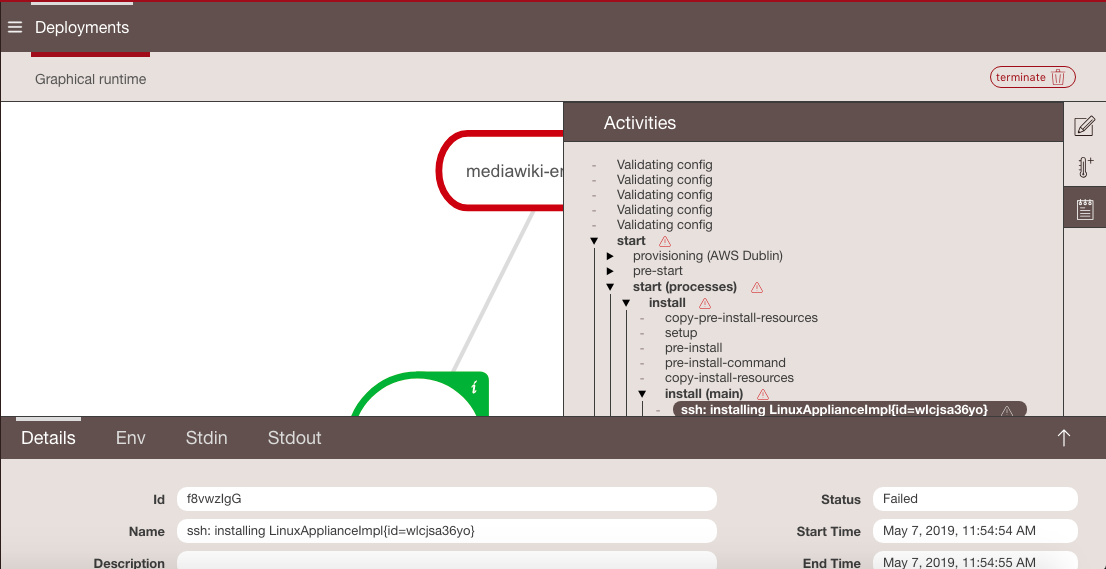 Deployments
Graphical runtime
terminate
mediawiki-er
Activities
- Validating config
- Validating config
- Validating config
- Validating config
- Validating config
start
provisioning (AWS Dublin)
pre-start
start (processes)
install
- copy-pre-install-resources
- setup
- pre-install
- pre-install-command
- copy-install-resources
install (main)
- ssh: installing LinuxApplianceImpl{id=wlcjsa36yo}
i
Details Env Stdin Stdout
Id f8vwzlgG Status Failed
Name ssh: installing LinuxApplianceImpl{id=wlcjsa36yo} Start Time May 7, 2019, 11:54:54 AM
Description End Time May 7, 2019, 11:54:55 AM